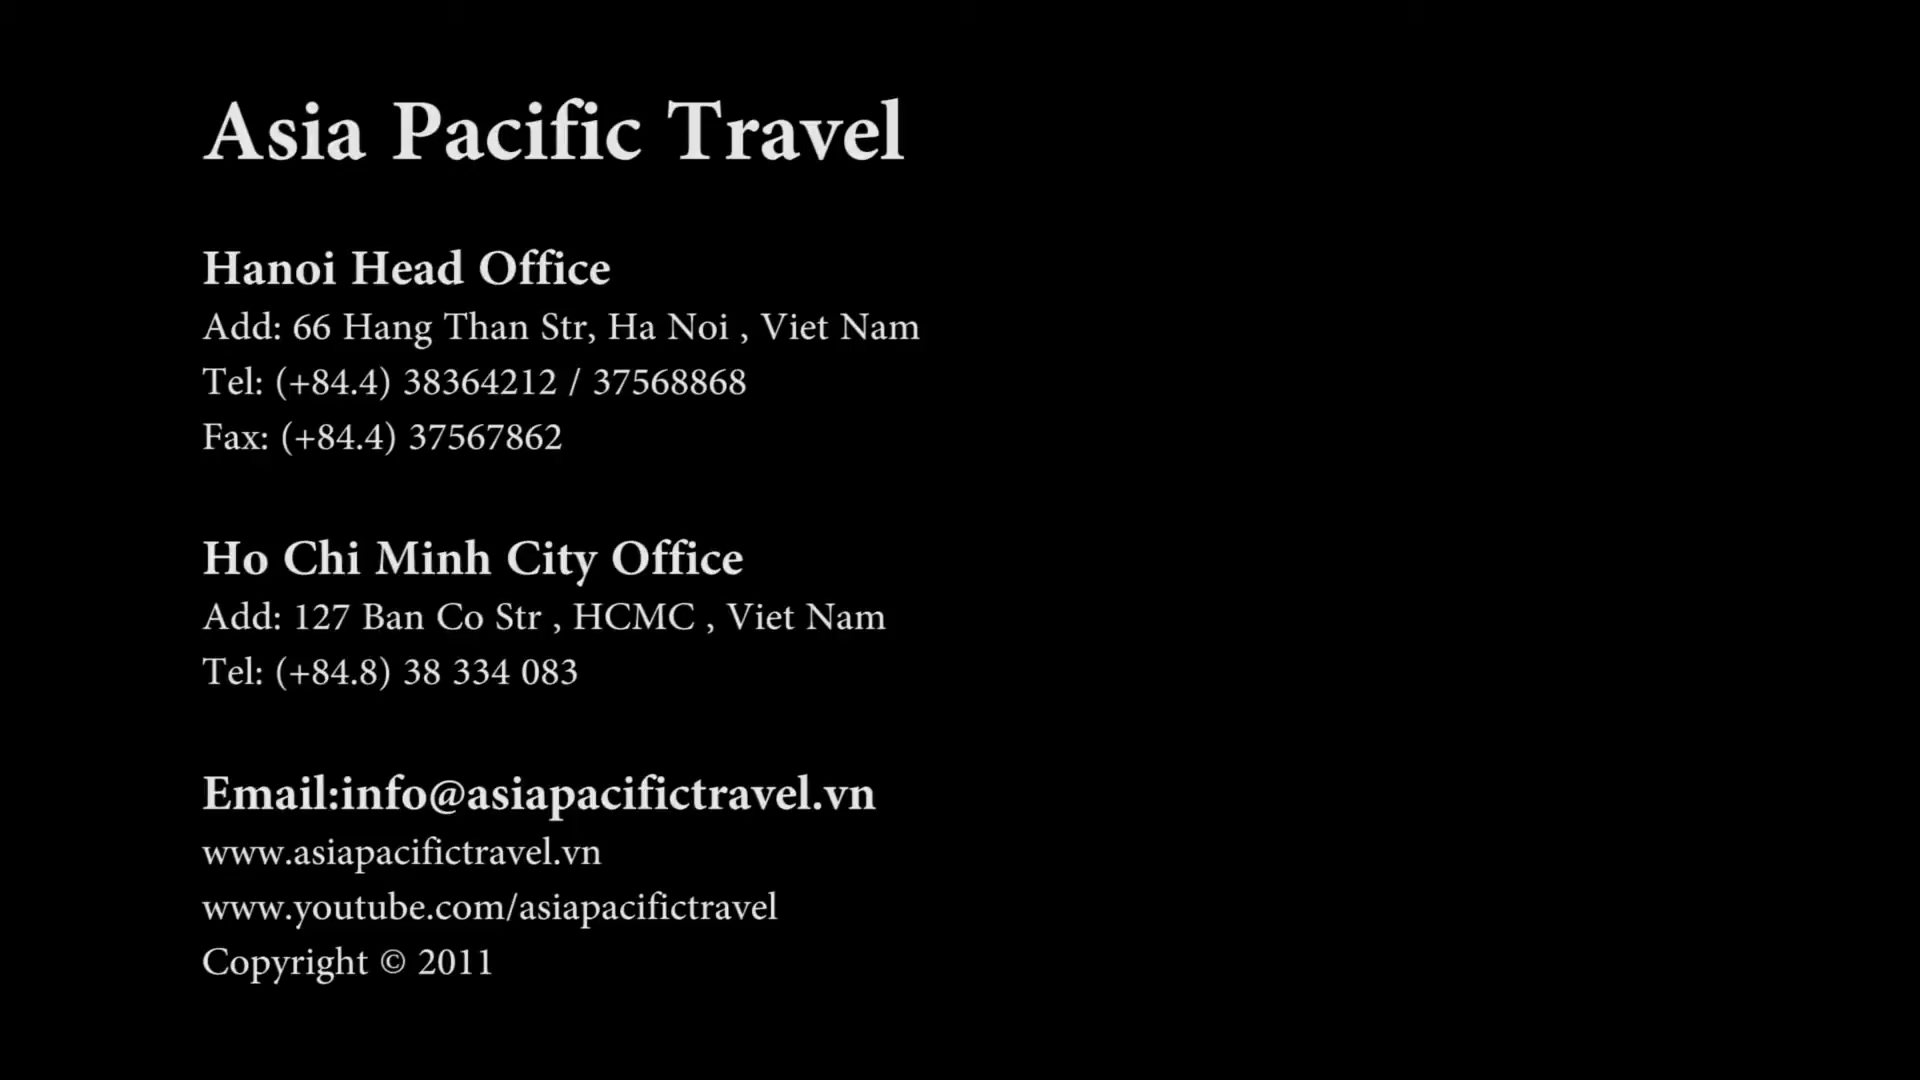 Asia Pacific Travel
Hanoi Head Office
Add: 66 Hang Than Str, Ha Noi , Viet Nam
Tel: (+84.4) 38364212 / 37568868
Fax: (+84.4) 37567862
Ho Chi Minh City Office
Add: 127 Ban Co Str , HCMC , Viet Nam
Tel: (+84.8) 38 334 083
Email:info@asiapacifictravel.vn
www.asiapacifictravel.vn
www.youtube.com/asiapacifictravel
Copyright © 2011